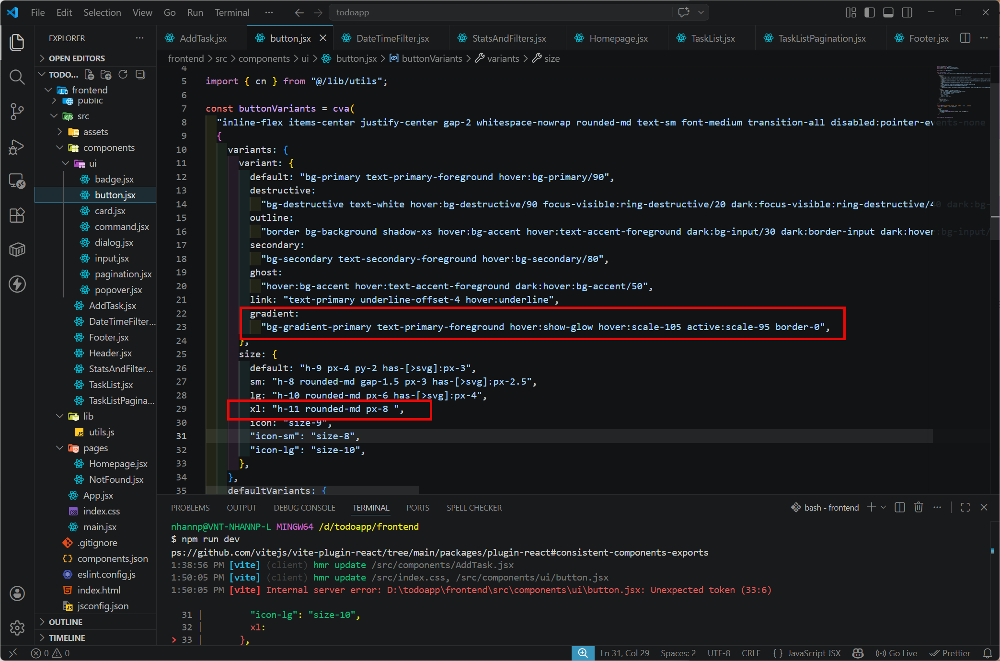 File Edit Selection View Go Run Terminal ··· todoapp
EXPLORER ···
OPEN EDITORS
TODO...
frontend
public
src
assets
components
ui
badge.jsx
button.jsx
card.jsx
command.jsx
dialog.jsx
input.jsx
pagination.jsx
popover.jsx
AddTask.jsx
DateTimeFilter...
Footer.jsx
Header.jsx
StatsAndFilter...
TaskList.jsx
TaskListPagina...
lib
utils.js
pages
Homepage.jsx
NotFound.jsx
App.jsx
index.css
main.jsx
.gitignore
components.json
eslint.config.js
index.html
jsconfig.json
OUTLINE
TIMELINE
AddTask.jsx button.jsx DateTimeFilter.jsx StatsAndFilters.jsx Homepage.jsx TaskList.jsx TaskListPagination.jsx Footer.jsx ···
frontend > src > components > ui > button.jsx > buttonVariants > variants > size
4
5 import { cn } from "@/lib/utils";
6
7 const buttonVariants = cva(
8 "inline-flex items-center justify-center gap-2 whitespace-nowrap rounded-md text-sm font-medium transition-all disabled:pointer-events-none
9 {
10 variants: {
11 variant: {
12 default: "bg-primary text-primary-foreground hover:bg-primary/90",
13 destructive:
14 "bg-destructive text-white hover:bg-destructive/90 focus-visible:ring-destructive/20 dark:focus-visible:ring-destructive/40 dark:bg-
15 outline:
16 "border bg-background shadow-xs hover:bg-accent hover:text-accent-foreground dark:bg-input/30 dark:border-input dark:hover:bg-input/
17 secondary:
18 "bg-secondary text-secondary-foreground hover:bg-secondary/80",
19 ghost:
20 "hover:bg-accent hover:text-accent-foreground dark:hover:bg-accent/50",
21 link: "text-primary underline-offset-4 hover:underline",
22 gradient:
23 "bg-gradient-primary text-primary-foreground hover:show-glow hover:scale-105 active:scale-95 border-0",
24 },
25 size: {
26 default: "h-9 px-4 py-2 has-[>svg]:px-3",
27 sm: "h-8 rounded-md gap-1.5 px-3 has-[>svg]:px-2.5",
28 lg: "h-10 rounded-md px-6 has-[>svg]:px-4",
29 xl: "h-11 rounded-md px-8 ",
30 icon: "size-9",
31 "icon-sm": "size-8",
32 "icon-lg": "size-10",
33 },
34 },
35 defaultVariants: {
PROBLEMS OUTPUT DEBUG CONSOLE TERMINAL PORTS SPELL CHECKER bash - frontend ···
nhannp@VNT-NHANNP-L MINGW64 /d/todoapp/frontend
$ npm run dev
ps://github.com/vitejs/vite-plugin-react/tree/main/packages/plugin-react#consistent-components-exports
1:38:56 PM [vite] (client) hmr update /src/components/AddTask.jsx
1:50:05 PM [vite] (client) hmr update /src/index.css, /src/components/ui/button.jsx
1:50:05 PM [vite] Internal server error: D:\todoapp\frontend\src\components\ui\button.jsx: Unexpected token (33:6)
31 | "icon-lg": "size-10",
32 | xl:
> 33 | },
0 0 Ln 31, Col 29 Spaces: 2 UTF-8 CRLF { } JavaScript JSX Go Live Prettier